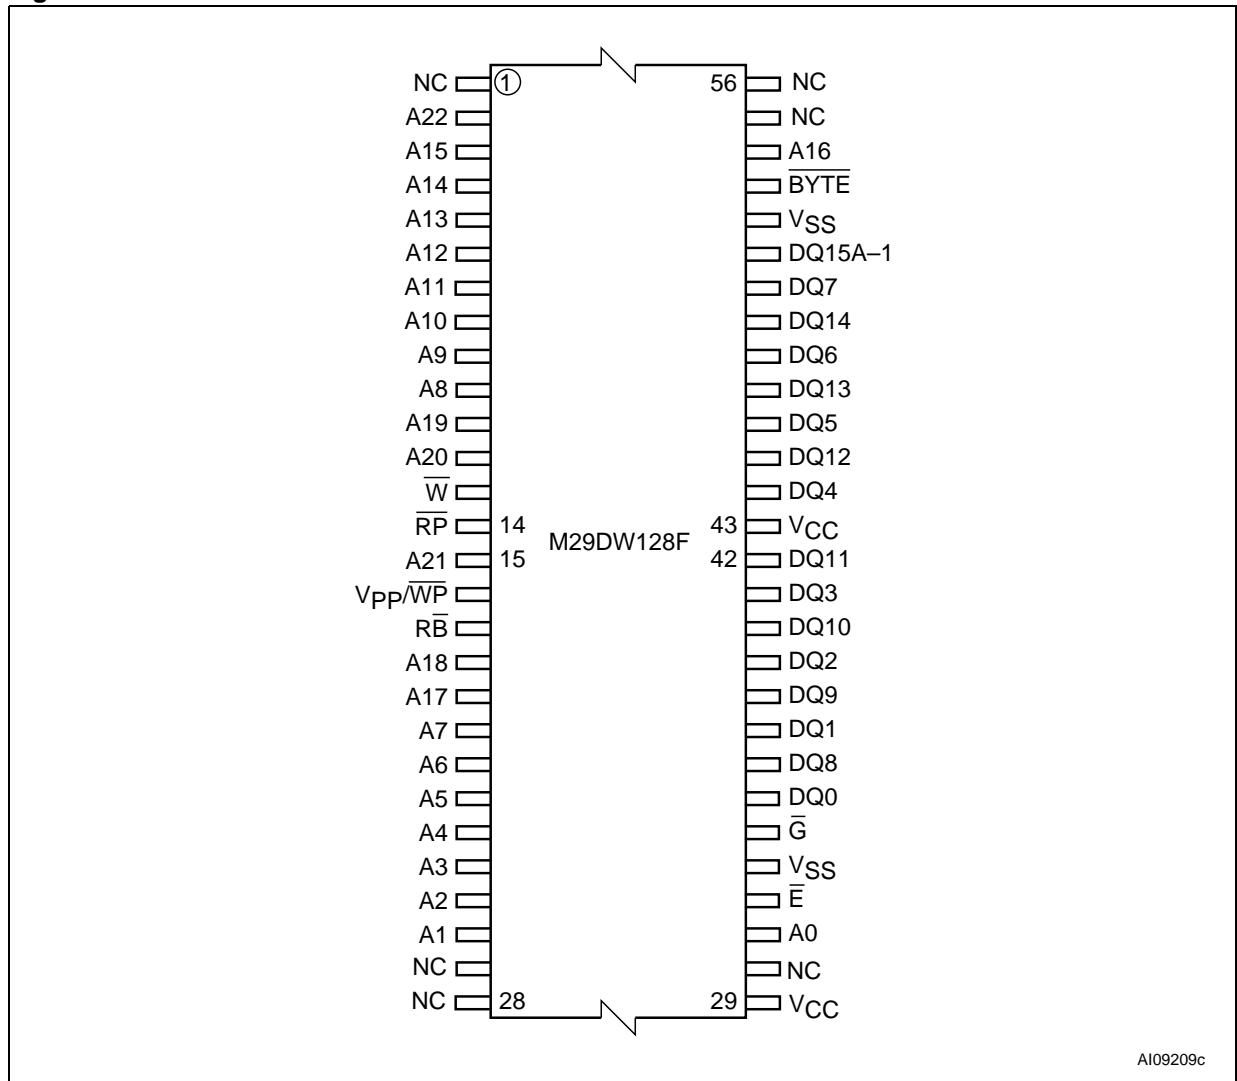 NC ① 56 NC
A22 NC
A15 A16
A14 B̅Y̅T̅E̅
A13 VSS
A12 DQ15A–1
A11 DQ7
A10 DQ14
A9 DQ6
A8 DQ13
A19 DQ5
A20 DQ12
W̅ DQ4
R̅P̅ 14 43 VCC
M29DW128F
A21 15 42 DQ11
VPP/W̅P̅ DQ3
RB̅ DQ10
A18 DQ2
A17 DQ9
A7 DQ1
A6 DQ8
A5 DQ0
A4 G̅
A3 VSS
A2 E̅
A1 A0
NC NC
NC 28 29 VCC
AI09209c